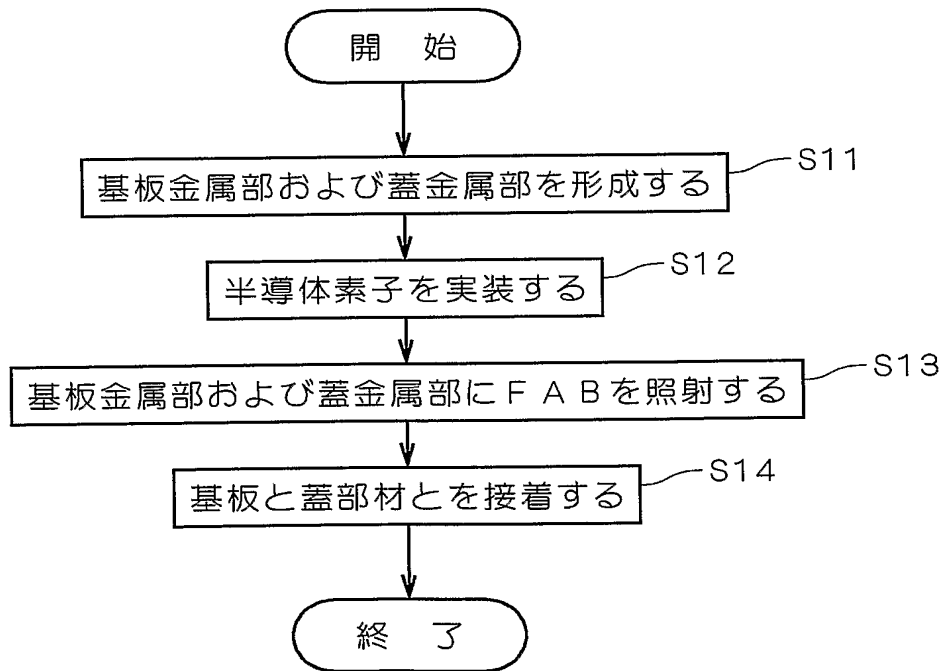 開 始
基板金属部および蓋金属部を形成する
S11
半導体素子を実装する
S12
基板金属部および蓋金属部にＦＡＢを照射する
S13
基板と蓋部材とを接着する
S14
終 了